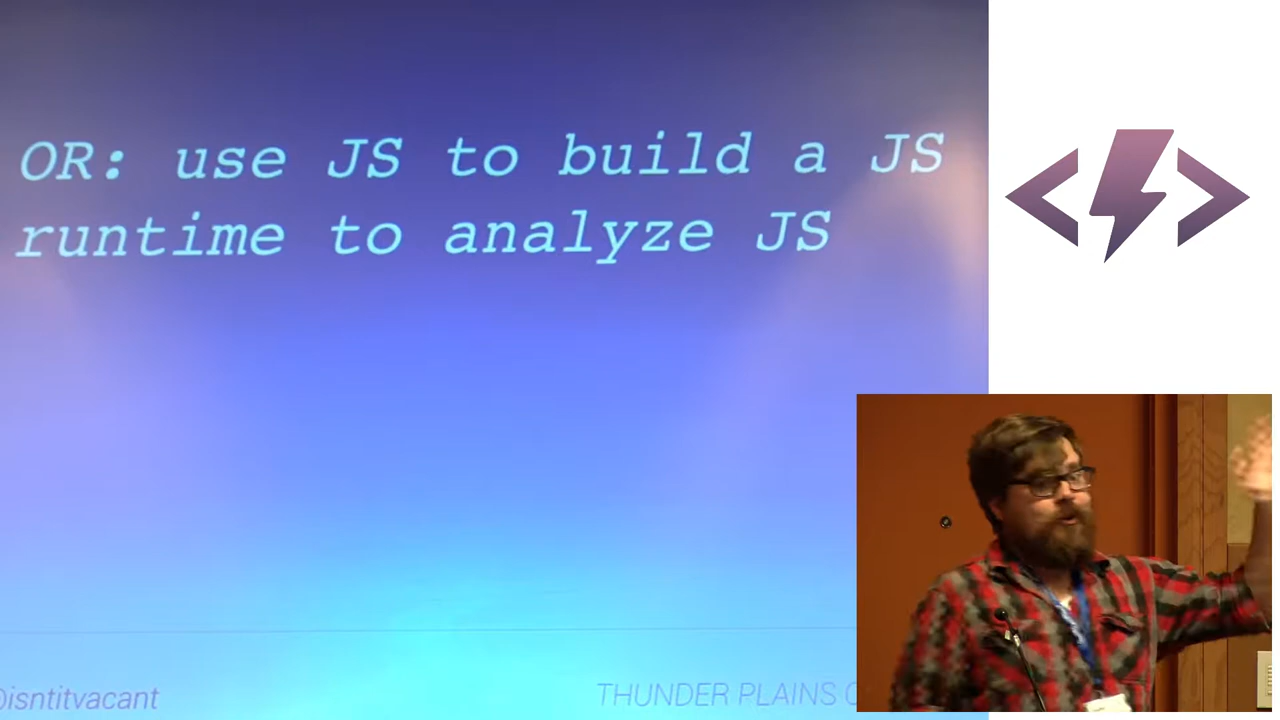 OR: use JS to build a JS
runtime to analyze JS
@isntitvacant
THUNDER PLAINS